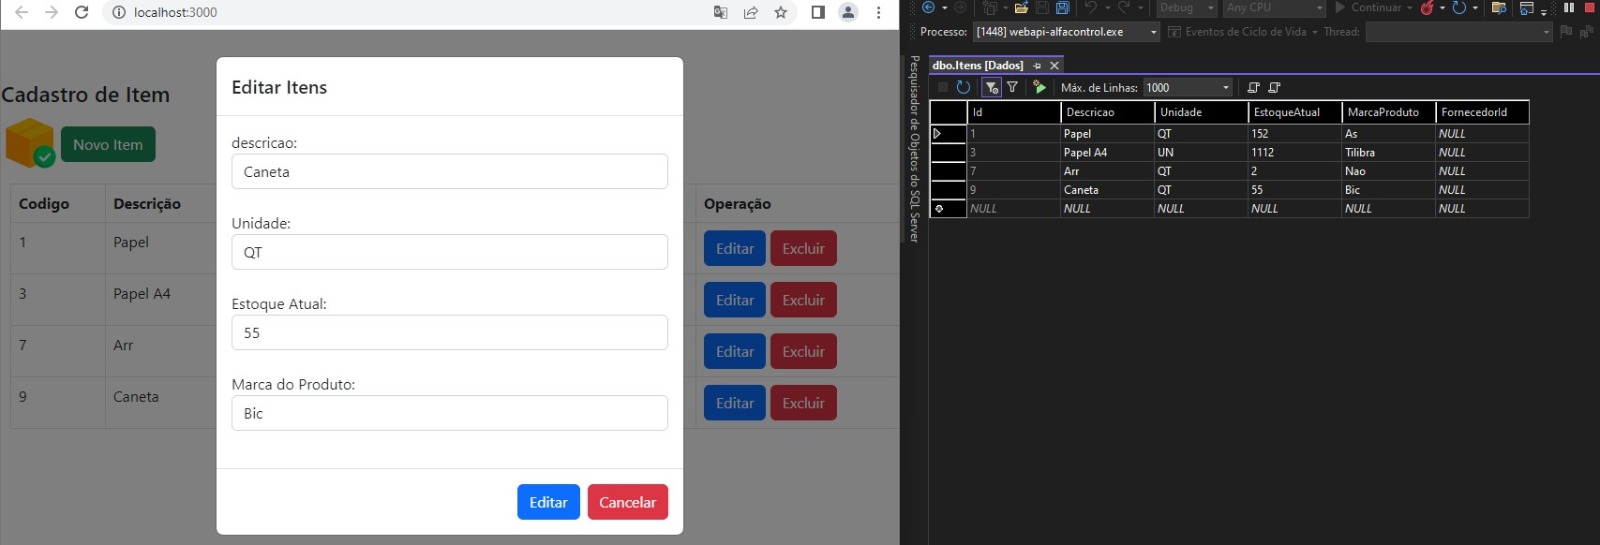 localhost:3000
Cadastro de Item
Novo Item
Codigo Descrição Operação
1 Papel Editar Excluir
3 Papel A4 Editar Excluir
7 Arr Editar Excluir
9 Caneta Editar Excluir
Editar Itens
descricao:
Caneta
Unidade:
QT
Estoque Atual:
55
Marca do Produto:
Bic
Editar Cancelar
Debug Any CPU Continuar
Processo: [1448] webapi-alfacontrol.exe Eventos de Ciclo de Vida Thread:
Pesquisador de Objetos do SQL Server
dbo.Itens [Dados]
Máx. de Linhas: 1000
Id Descricao Unidade EstoqueAtual MarcaProduto FornecedorId
1 Papel QT 152 As NULL
3 Papel A4 UN 1112 Tilibra NULL
7 Arr QT 2 Nao NULL
9 Caneta QT 55 Bic NULL
NULL NULL NULL NULL NULL NULL